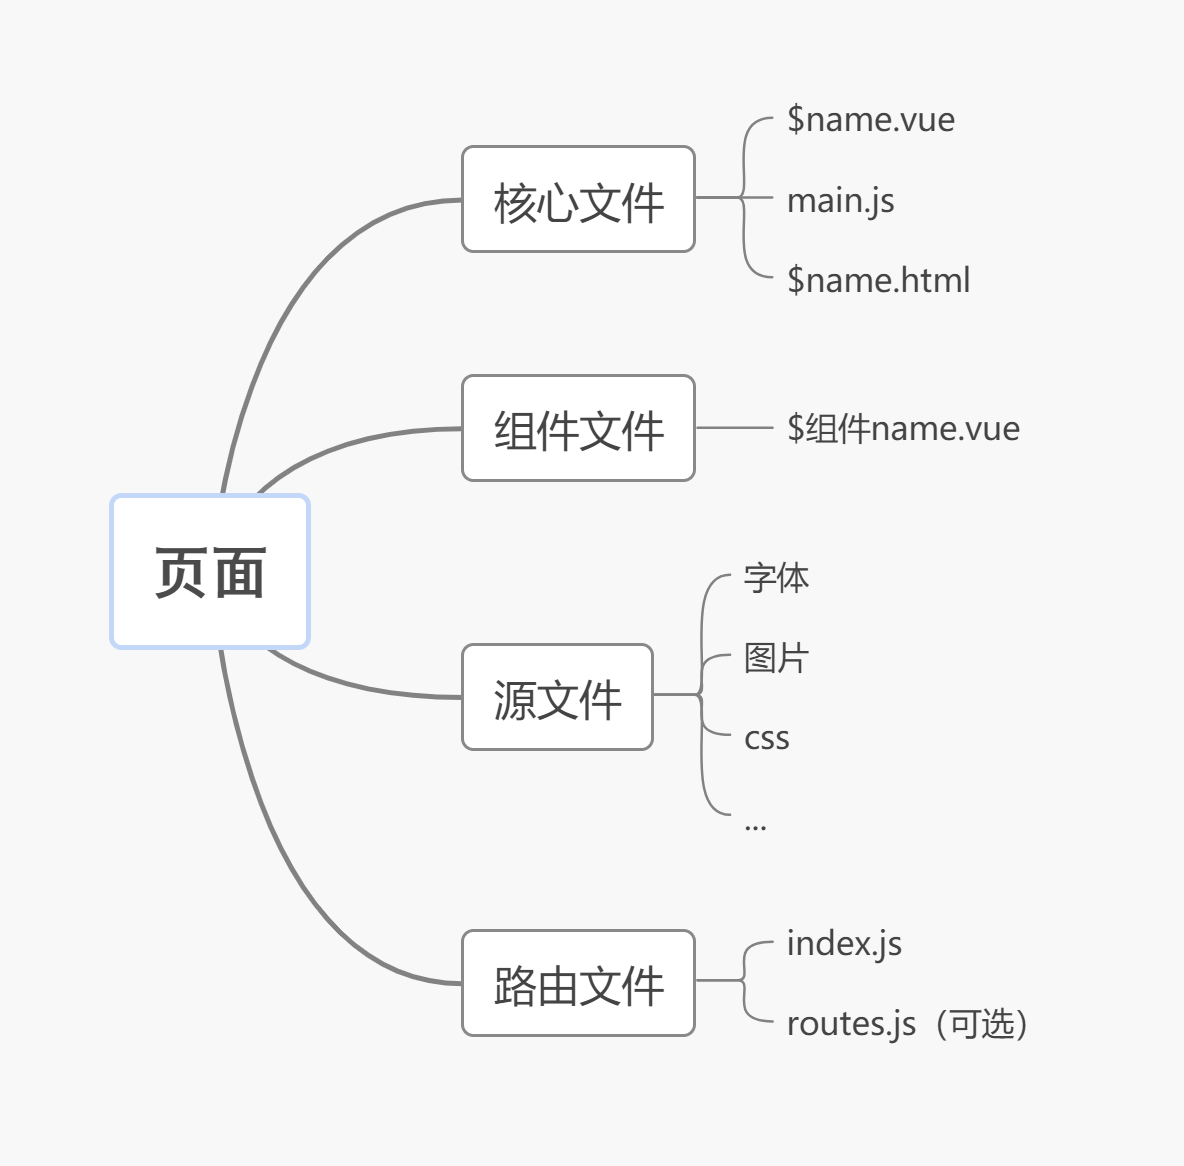 页面
核心文件
$name.vue
main.js
$name.html
组件文件
$组件name.vue
源文件
字体
图片
css
...
路由文件
index.js
routes.js（可选）